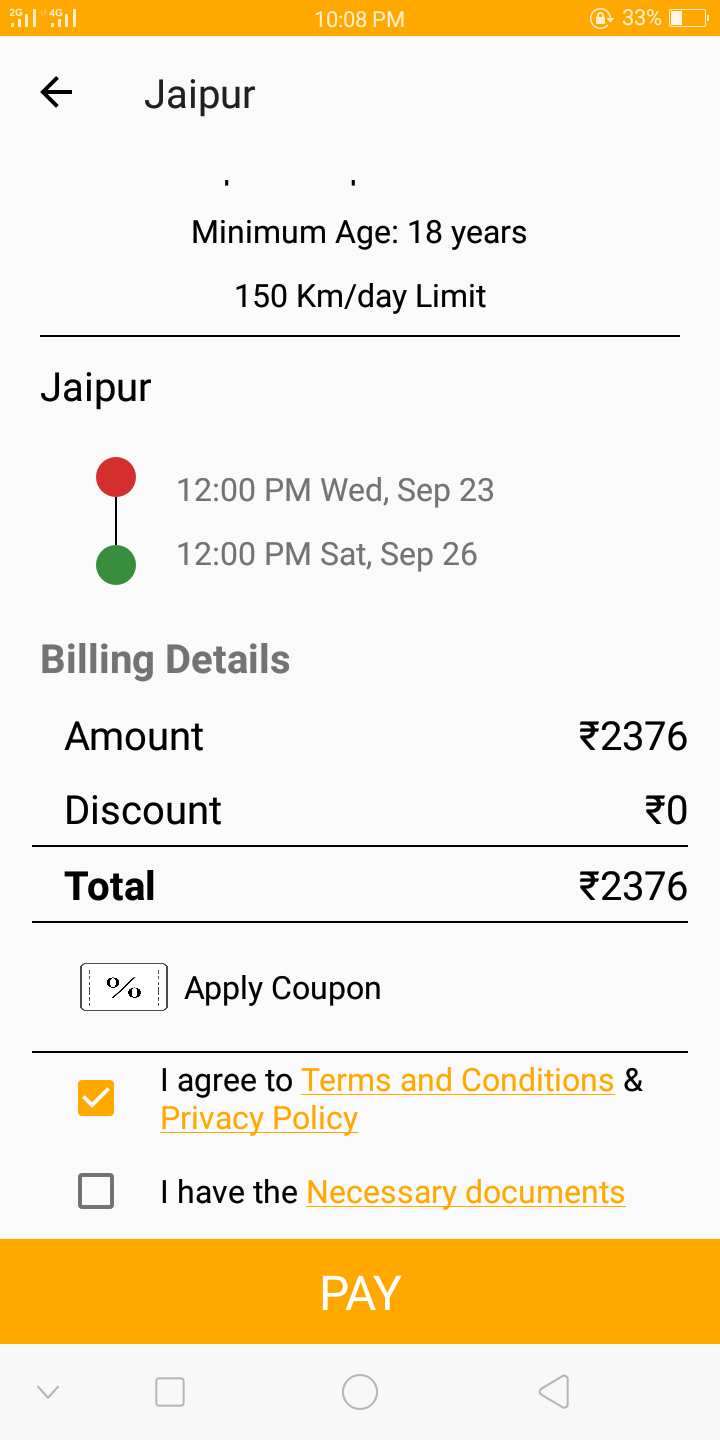 2G 4G 10:08 PM 33%
Jaipur
Minimum Age: 18 years
150 Km/day Limit
Jaipur
12:00 PM Wed, Sep 23
12:00 PM Sat, Sep 26
Billing Details
Amount ₹2376
Discount ₹0
Total ₹2376
% Apply Coupon
I agree to Terms and Conditions &
Privacy Policy
I have the Necessary documents
PAY